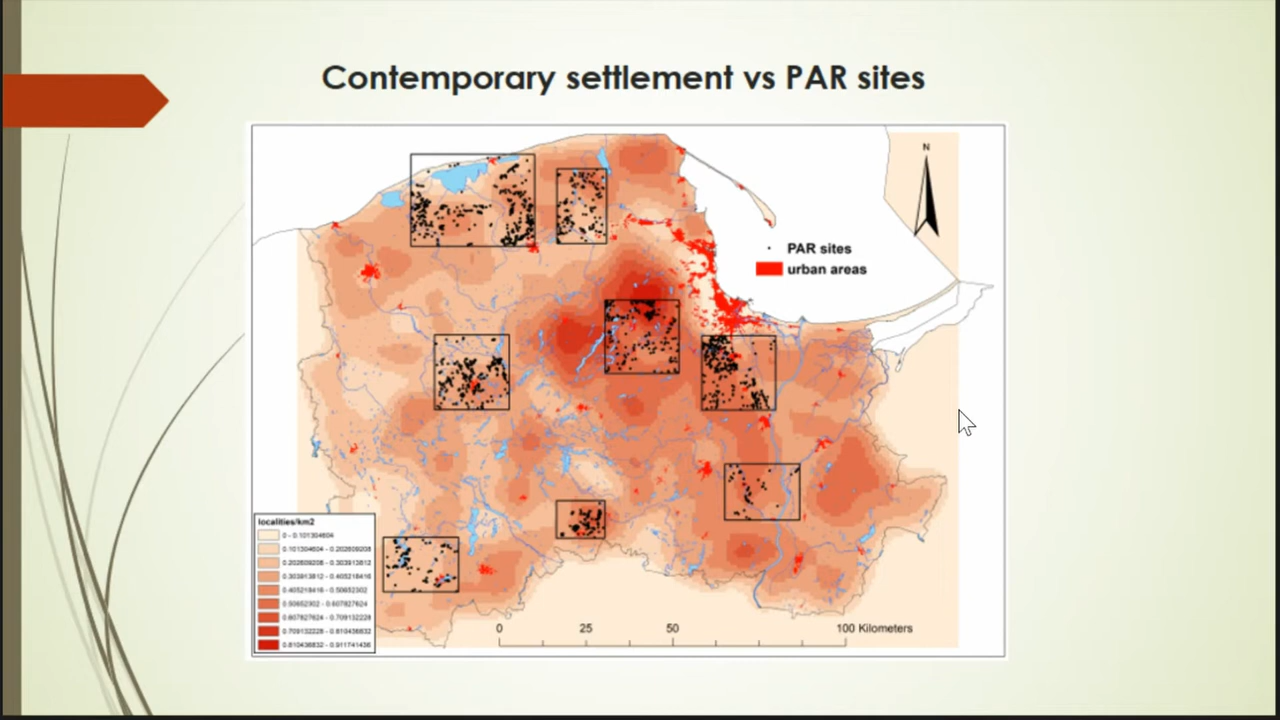 Contemporary settlement vs PAR sites
N
PAR sites
urban areas
localities/km2
0 - 0.101304604
0.101304604 - 0.202609208
0.202609208 - 0.303913812
0.303913812 - 0.405218416
0.405218416 - 0.50652302
0.50652302 - 0.607827624
0.607827624 - 0.709132228
0.709132228 - 0.810436832
0.810436832 - 0.911741436
0 25 50 100 Kilometers